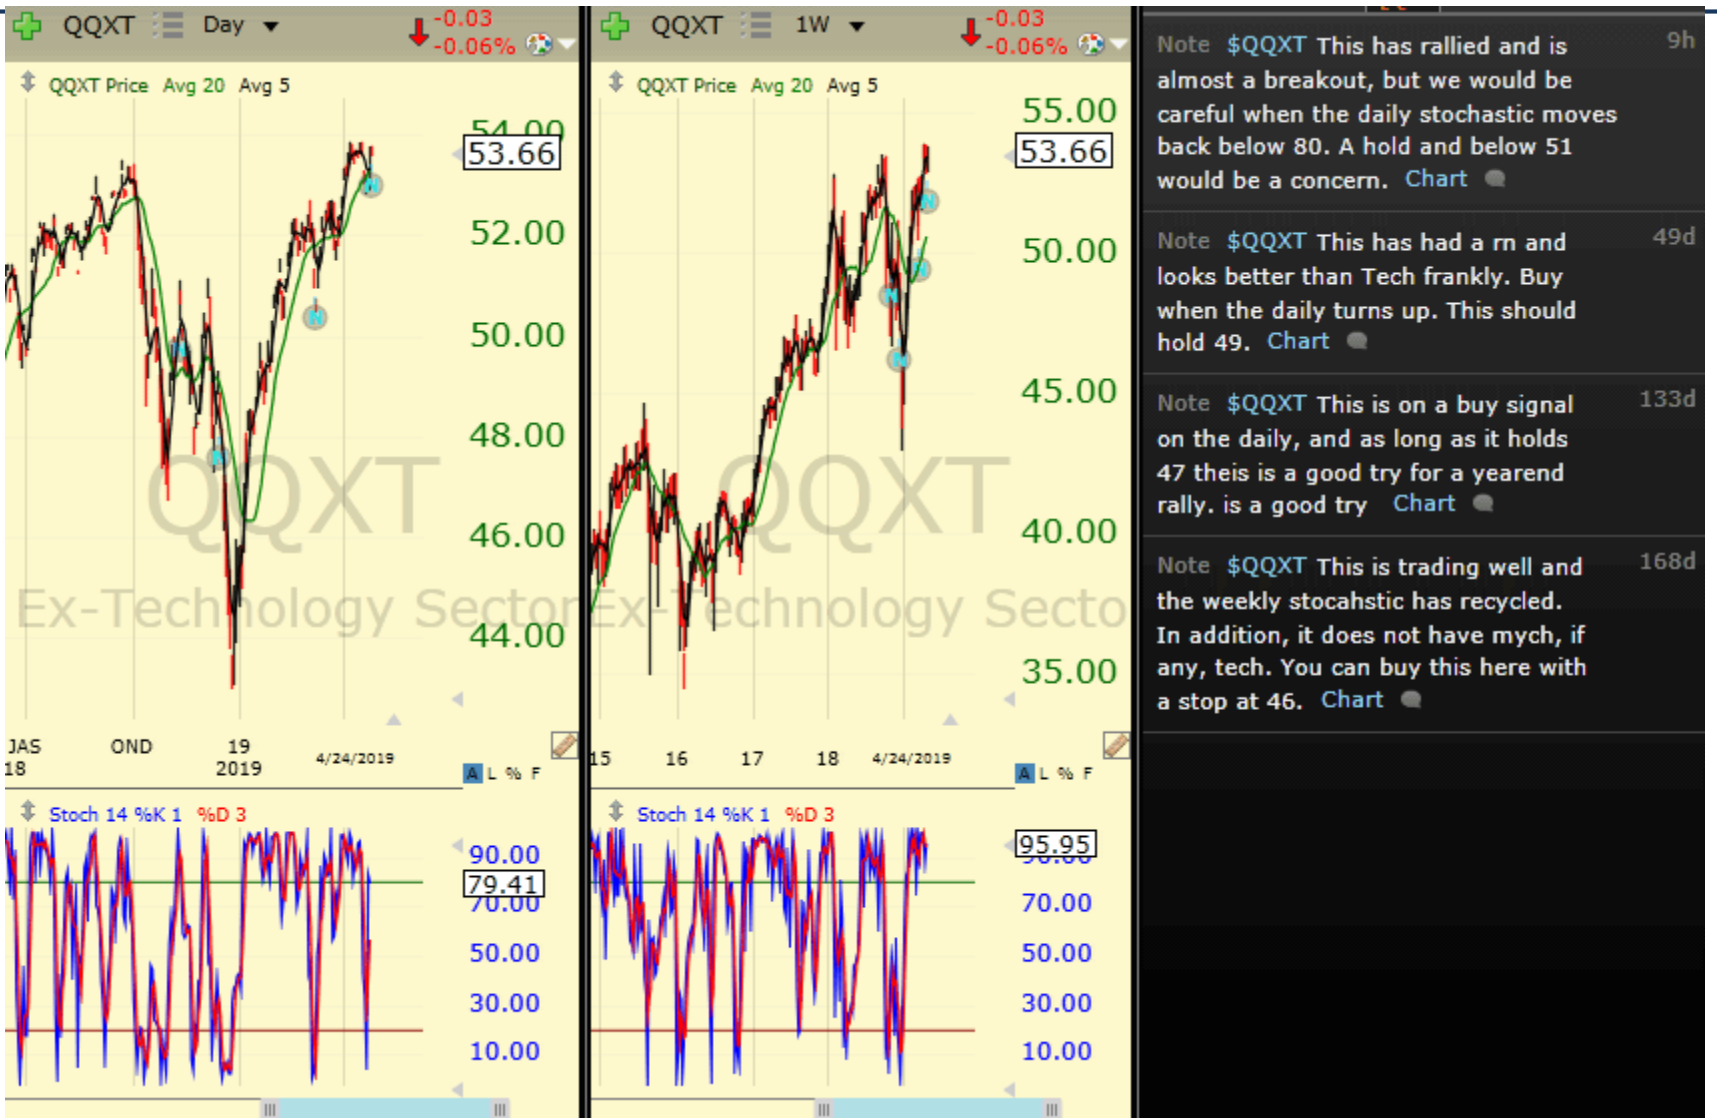 QQXT Day -0.03
-0.06%
QQXT Price Avg 20 Avg 5
54.00
53.66
52.00
50.00
48.00
46.00
44.00
QQXT
Ex-Technology Sector
JAS OND 19 4/24/2019
18 2019
A L % F
Stoch 14 %K 1 %D 3
90.00
79.41
70.00
50.00
30.00
10.00
QQXT 1W -0.03
-0.06%
QQXT Price Avg 20 Avg 5
55.00
53.66
50.00
45.00
40.00
35.00
QQXT
Ex-Technology Secto
15 16 17 18 4/24/2019
A L % F
Stoch 14 %K 1 %D 3
95.95
90.00
70.00
50.00
30.00
10.00
N
N
N
N
N
N
N
N
Note $QQXT This has rallied and is 9h
almost a breakout, but we would be
careful when the daily stochastic moves
back below 80. A hold and below 51
would be a concern. Chart
Note $QQXT This has had a rn and 49d
looks better than Tech frankly. Buy
when the daily turns up. This should
hold 49. Chart
Note $QQXT This is on a buy signal 133d
on the daily, and as long as it holds
47 theis is a good try for a yearend
rally. is a good try Chart
Note $QQXT This is trading well and 168d
the weekly stocahstic has recycled.
In addition, it does not have mych, if
any, tech. You can buy this here with
a stop at 46. Chart